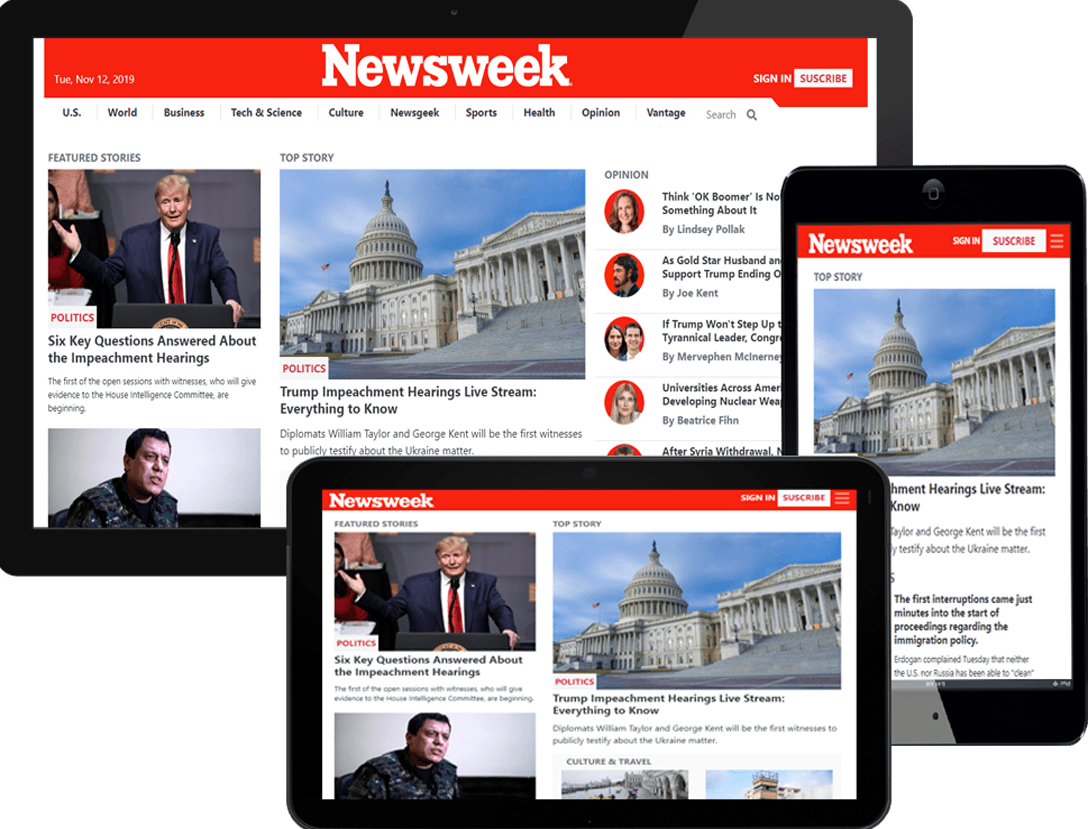 Newsweek
Tue, Nov 12, 2019
SIGN IN SUSCRIBE
U.S. World Business Tech & Science Culture Newsgeek Sports Health Opinion Vantage Search
FEATURED STORIES
POLITICS
Six Key Questions Answered About
the Impeachment Hearings
The first of the open sessions with witnesses, who will give
evidence to the House Intelligence Committee, are
beginning.
TOP STORY
POLITICS
Trump Impeachment Hearings Live Stream:
Everything to Know
Diplomats William Taylor and George Kent will be the first witnesses
to publicly testify about the Ukraine matter.
OPINION
Think 'OK Boomer' Is No
Something About It
By Lindsey Pollak
As Gold Star Husband and
Support Trump Ending O
By Joe Kent
If Trump Won't Step Up t
Tyrannical Leader, Congr
By Mervephen McInerney
Universities Across Ameri
Developing Nuclear Weap
By Beatrice Fihn
After Syria Withdrawal, N
Newsweek SIGN IN SUSCRIBE
TOP STORY
hment Hearings Live Stream:
Know
Taylor and George Kent will be the first
ly testify about the Ukraine matter.
S
The first interruptions came just
minutes into the start of
proceedings regarding the
immigration policy.
Erdogan complained Tuesday that neither
the U.S. nor Russia has been able to "clean"
Newsweek SIGN IN SUSCRIBE
FEATURED STORIES
POLITICS
Six Key Questions Answered About
the Impeachment Hearings
The first of the open sessions with witnesses, who will give
evidence to the House Intelligence Committee, are beginning.
TOP STORY
POLITICS
Trump Impeachment Hearings Live Stream:
Everything to Know
Diplomats William Taylor and George Kent will be the first witnesses to
publicly testify about the Ukraine matter.
CULTURE & TRAVEL